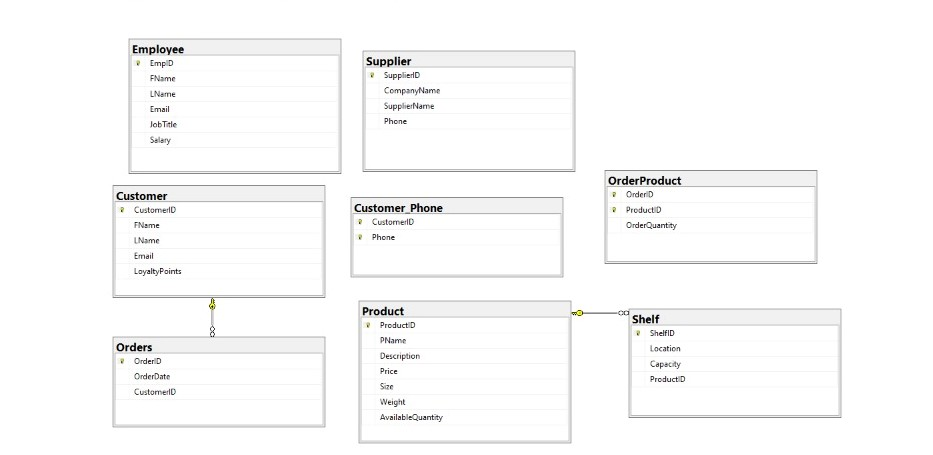 Employee
EmpID
FName
LName
Email
JobTitle
Salary
Supplier
SupplierID
CompanyName
SupplierName
Phone
OrderProduct
OrderID
ProductID
OrderQuantity
Customer
CustomerID
FName
LName
Email
LoyaltyPoints
Customer_Phone
CustomerID
Phone
Product
ProductID
PName
Description
Price
Size
Weight
AvailableQuantity
Shelf
ShelfID
Location
Capacity
ProductID
Orders
OrderID
OrderDate
CustomerID